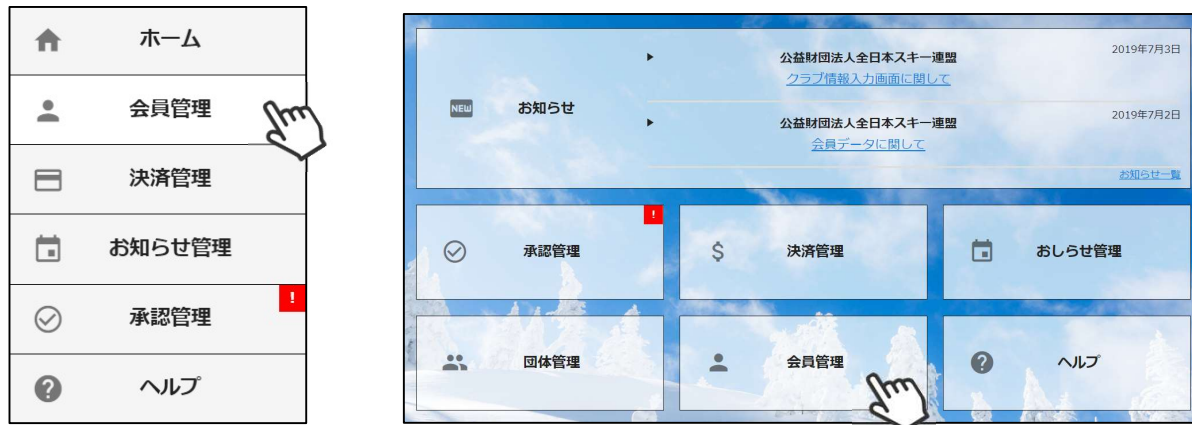 ホーム
会員管理
決済管理
お知らせ管理
!
承認管理
ヘルプ
2019年7月3日
公益財団法人全日本スキー連盟
クラブ情報入力画面に関して
NEW
お知らせ
2019年7月2日
公益財団法人全日本スキー連盟
会員データに関して
お知らせ一覧
!
承認管理
$
決済管理
おしらせ管理
団体管理
会員管理
?
ヘルプ